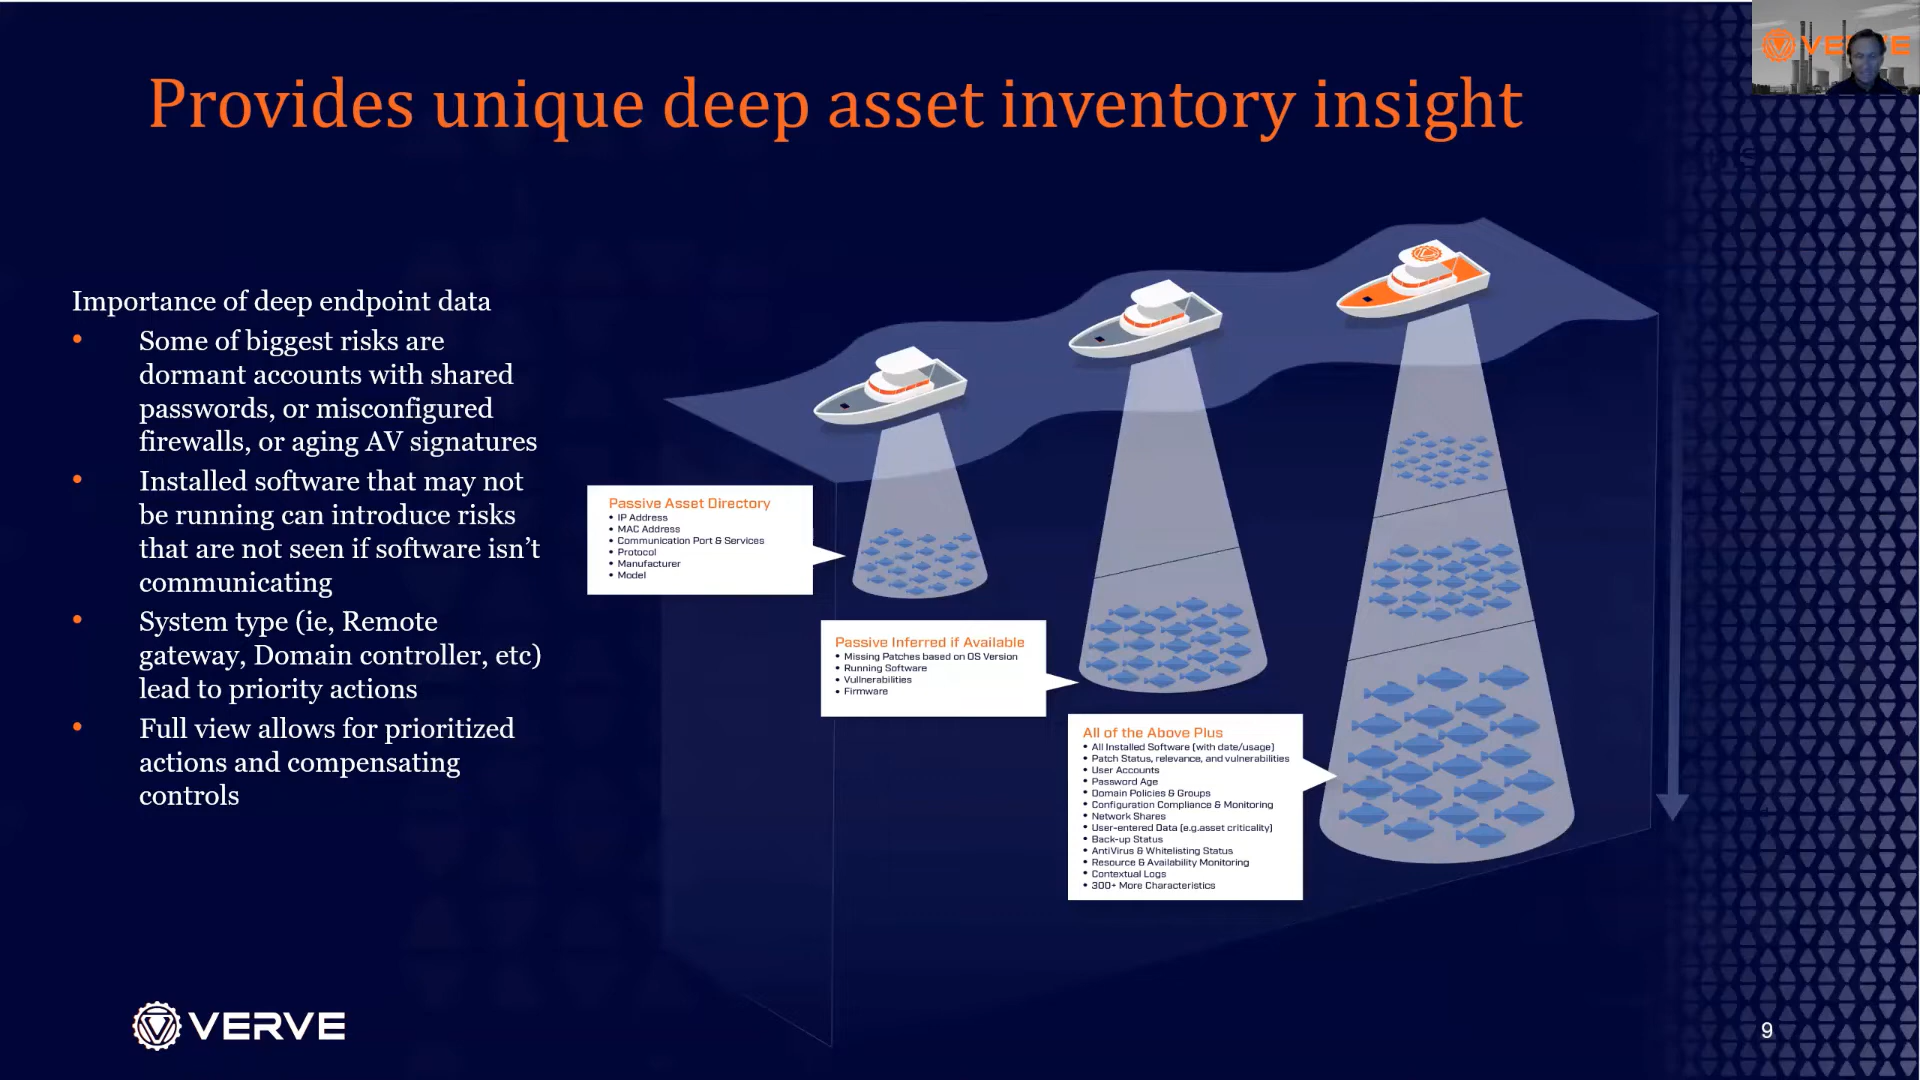 Provides unique deep asset inventory insight
Importance of deep endpoint data
• Some of biggest risks are
dormant accounts with shared
passwords, or misconfigured
firewalls, or aging AV signatures
• Installed software that may not
be running can introduce risks
that are not seen if software isn’t
communicating
• System type (ie, Remote
gateway, Domain controller, etc)
lead to priority actions
• Full view allows for prioritized
actions and compensating
controls
Passive Asset Directory
• IP Address
• MAC Address
• Communication Port & Services
• Protocol
• Manufacturer
• Model
Passive Inferred if Available
• Missing Patches based on OS Version
• Running Software
• Vullnerabilities
• Firmware
All of the Above Plus
• All Installed Software (with date/usage)
• Patch Status, relevance, and vulnerabilities
• User Accounts
• Password Age
• Domain Policies & Groups
• Configuration Compliance & Monitoring
• Network Shares
• User-entered Data (e.g.asset criticality)
• Back-up Status
• AntiVirus & Whitelisting Status
• Resource & Availability Monitoring
• Contextual Logs
• 300+ More Characteristics
VERVE
9